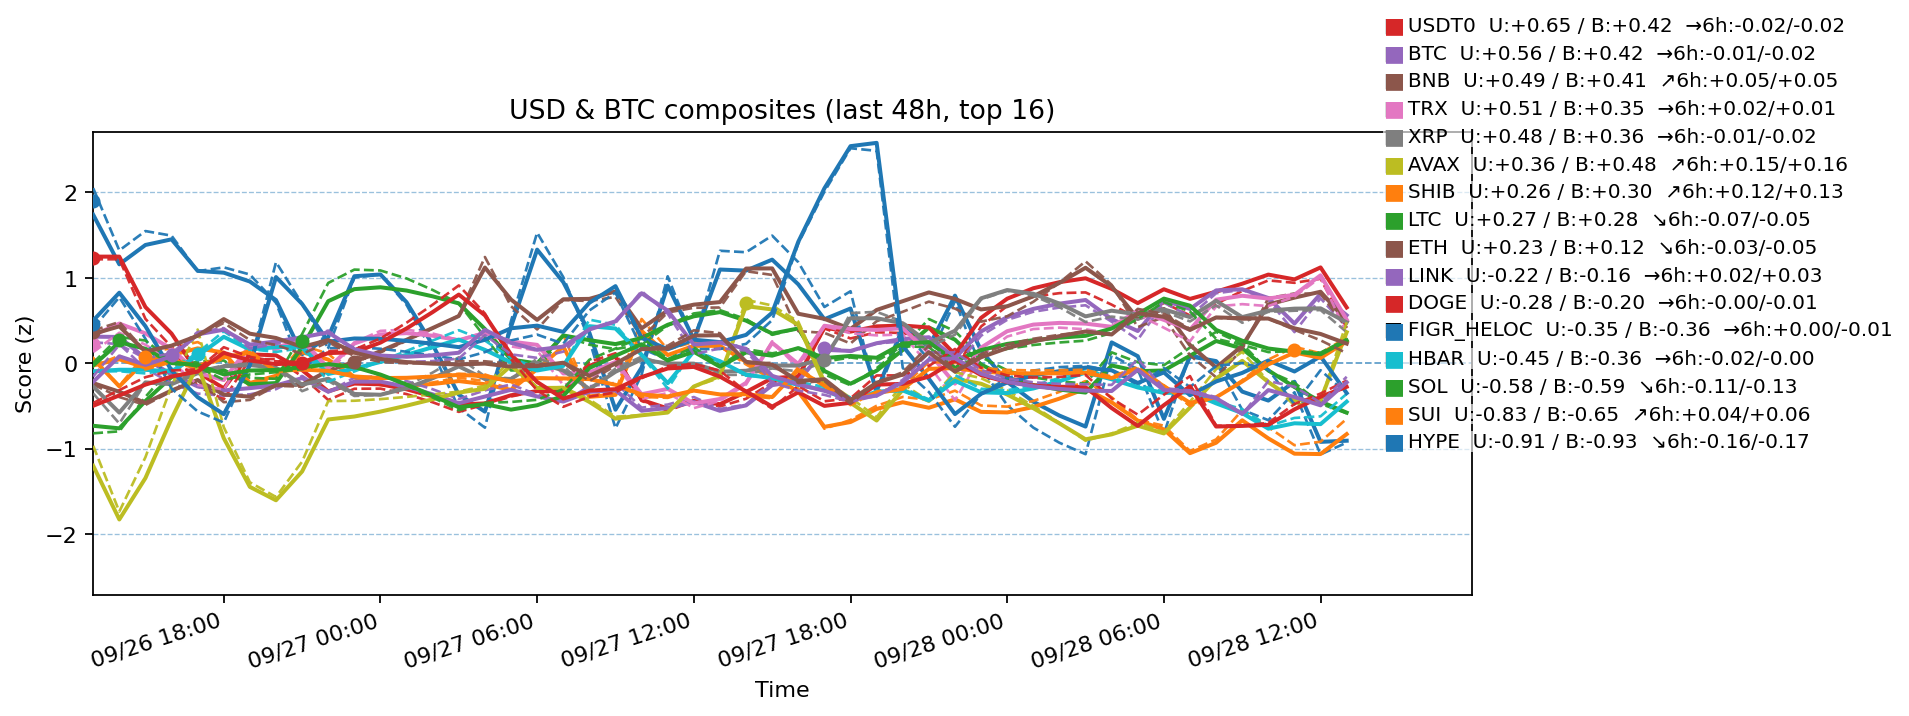 USDT0 U:+0.65 / B:+0.42 →6h:-0.02/-0.02
BTC U:+0.56 / B:+0.42 →6h:-0.01/-0.02
BNB U:+0.49 / B:+0.41 ↗6h:+0.05/+0.05
TRX U:+0.51 / B:+0.35 →6h:+0.02/+0.01
XRP U:+0.48 / B:+0.36 →6h:-0.01/-0.02
AVAX U:+0.36 / B:+0.48 ↗6h:+0.15/+0.16
SHIB U:+0.26 / B:+0.30 ↗6h:+0.12/+0.13
LTC U:+0.27 / B:+0.28 ↘6h:-0.07/-0.05
ETH U:+0.23 / B:+0.12 ↘6h:-0.03/-0.05
LINK U:-0.22 / B:-0.16 →6h:+0.02/+0.03
DOGE U:-0.28 / B:-0.20 →6h:-0.00/-0.01
FIGR_HELOC U:-0.35 / B:-0.36 →6h:+0.00/-0.01
HBAR U:-0.45 / B:-0.36 →6h:-0.02/-0.00
SOL U:-0.58 / B:-0.59 ↘6h:-0.11/-0.13
SUI U:-0.83 / B:-0.65 ↗6h:+0.04/+0.06
HYPE U:-0.91 / B:-0.93 ↘6h:-0.16/-0.17
USD & BTC composites (last 48h, top 16)
Score (z)
2
1
0
−1
−2
09/26 18:00
09/27 00:00
09/27 06:00
09/27 12:00
09/27 18:00
09/28 00:00
09/28 06:00
09/28 12:00
Time